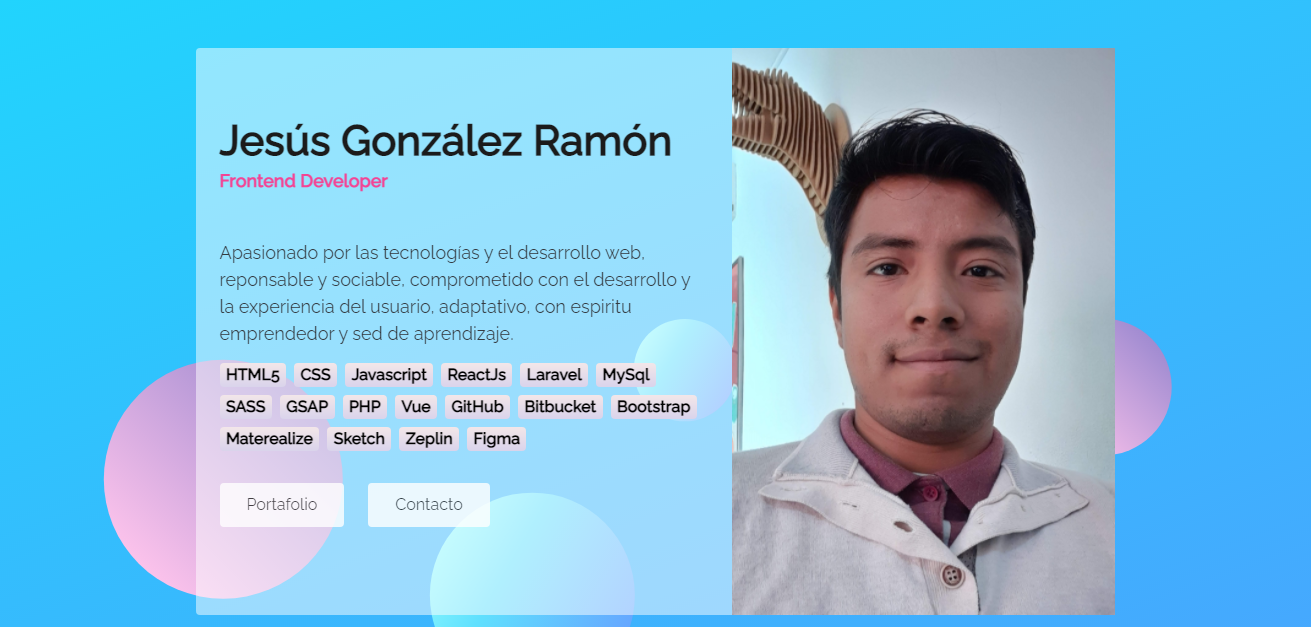 Jesús González Ramón
Frontend Developer
Apasionado por las tecnologías y el desarrollo web,
reponsable y sociable, comprometido con el desarrollo y
la experiencia del usuario, adaptativo, con espiritu
emprendedor y sed de aprendizaje.
HTML5 CSS Javascript ReactJs Laravel MySql
SASS GSAP PHP Vue GitHub Bitbucket Bootstrap
Materealize Sketch Zeplin Figma
Portafolio Contacto